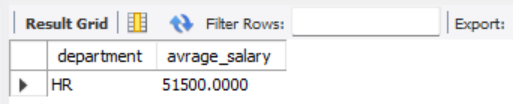 Result Grid Filter Rows: Export:
department avrage_salary
HR 51500.0000